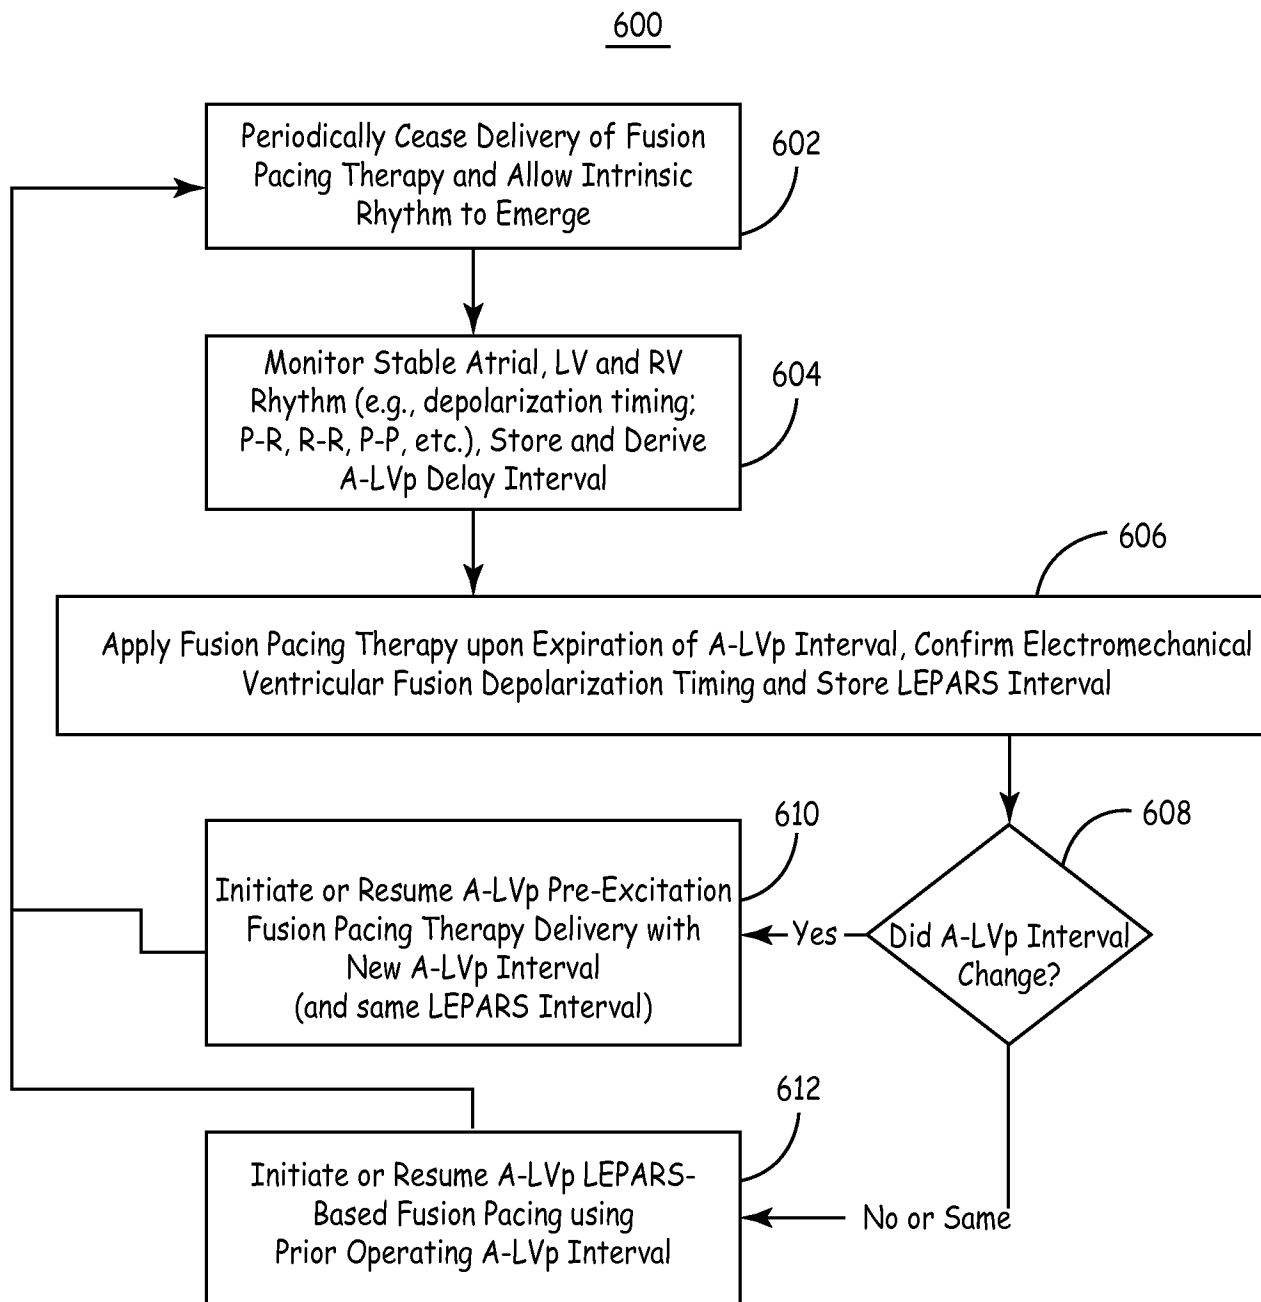 600
Periodically Cease Delivery of Fusion
Pacing Therapy and Allow Intrinsic
Rhythm to Emerge
602
Monitor Stable Atrial, LV and RV
Rhythm (e.g., depolarization timing;
P-R, R-R, P-P, etc.), Store and Derive
A-LVp Delay Interval
604
606
Apply Fusion Pacing Therapy upon Expiration of A-LVp Interval, Confirm Electromechanical
Ventricular Fusion Depolarization Timing and Store LEPARS Interval
608
Did A-LVp Interval
Change?
Yes
610
Initiate or Resume A-LVp Pre-Excitation
Fusion Pacing Therapy Delivery with
New A-LVp Interval
(and same LEPARS Interval)
No or Same
612
Initiate or Resume A-LVp LEPARS-
Based Fusion Pacing using
Prior Operating A-LVp Interval